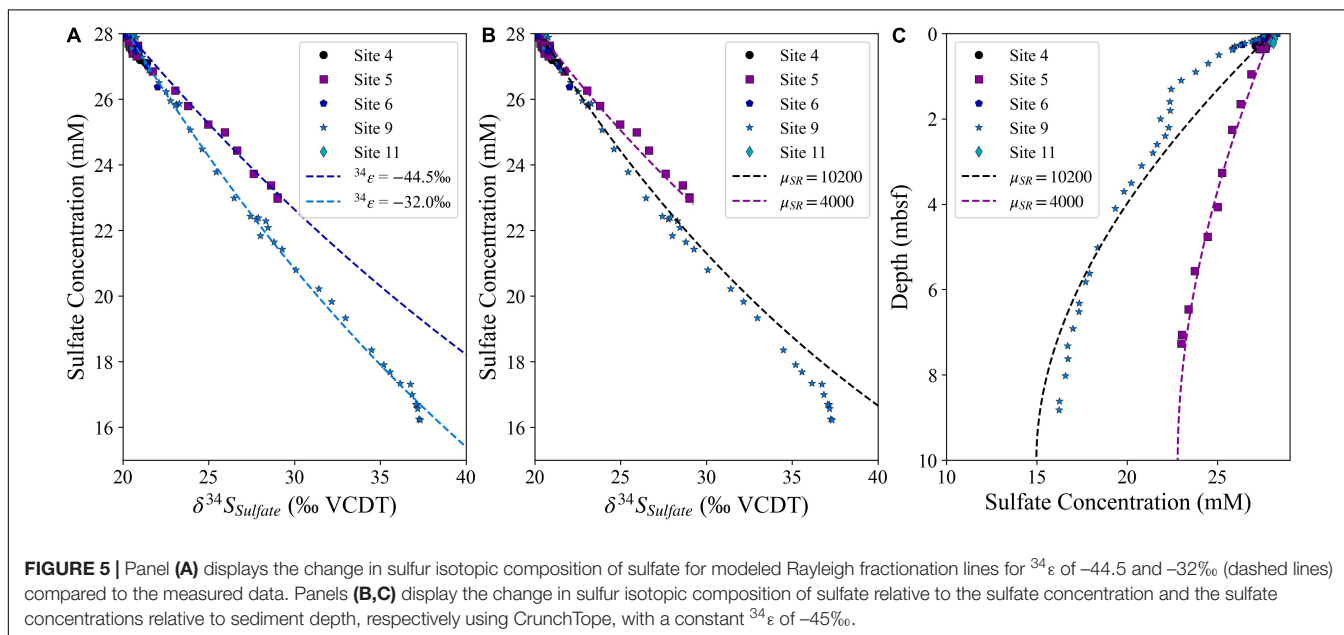 A
28
26
24
22
20
18
16
Sulfate Concentration (mM)
20 25 30 35 40
δ³⁴S_Sulfate (‰ VCDT)
Site 4
Site 5
Site 6
Site 9
Site 11
³⁴ε = −44.5‰
³⁴ε = −32.0‰
B
28
26
24
22
20
18
16
Sulfate Concentration (mM)
20 25 30 35 40
δ³⁴S_Sulfate (‰ VCDT)
Site 4
Site 5
Site 6
Site 9
Site 11
μ_SR = 10200
μ_SR = 4000
C
0
2
4
6
8
10
Depth (mbsf)
10 15 20 25
Sulfate Concentration (mM)
Site 4
Site 5
Site 6
Site 9
Site 11
μ_SR = 10200
μ_SR = 4000
FIGURE 5 | Panel (A) displays the change in sulfur isotopic composition of sulfate for modeled Rayleigh fractionation lines for ³⁴ε of –44.5 and –32‰ (dashed lines)
compared to the measured data. Panels (B,C) display the change in sulfur isotopic composition of sulfate relative to the sulfate concentration and the sulfate
concentrations relative to sediment depth, respectively using CrunchTope, with a constant ³⁴ε of –45‰.